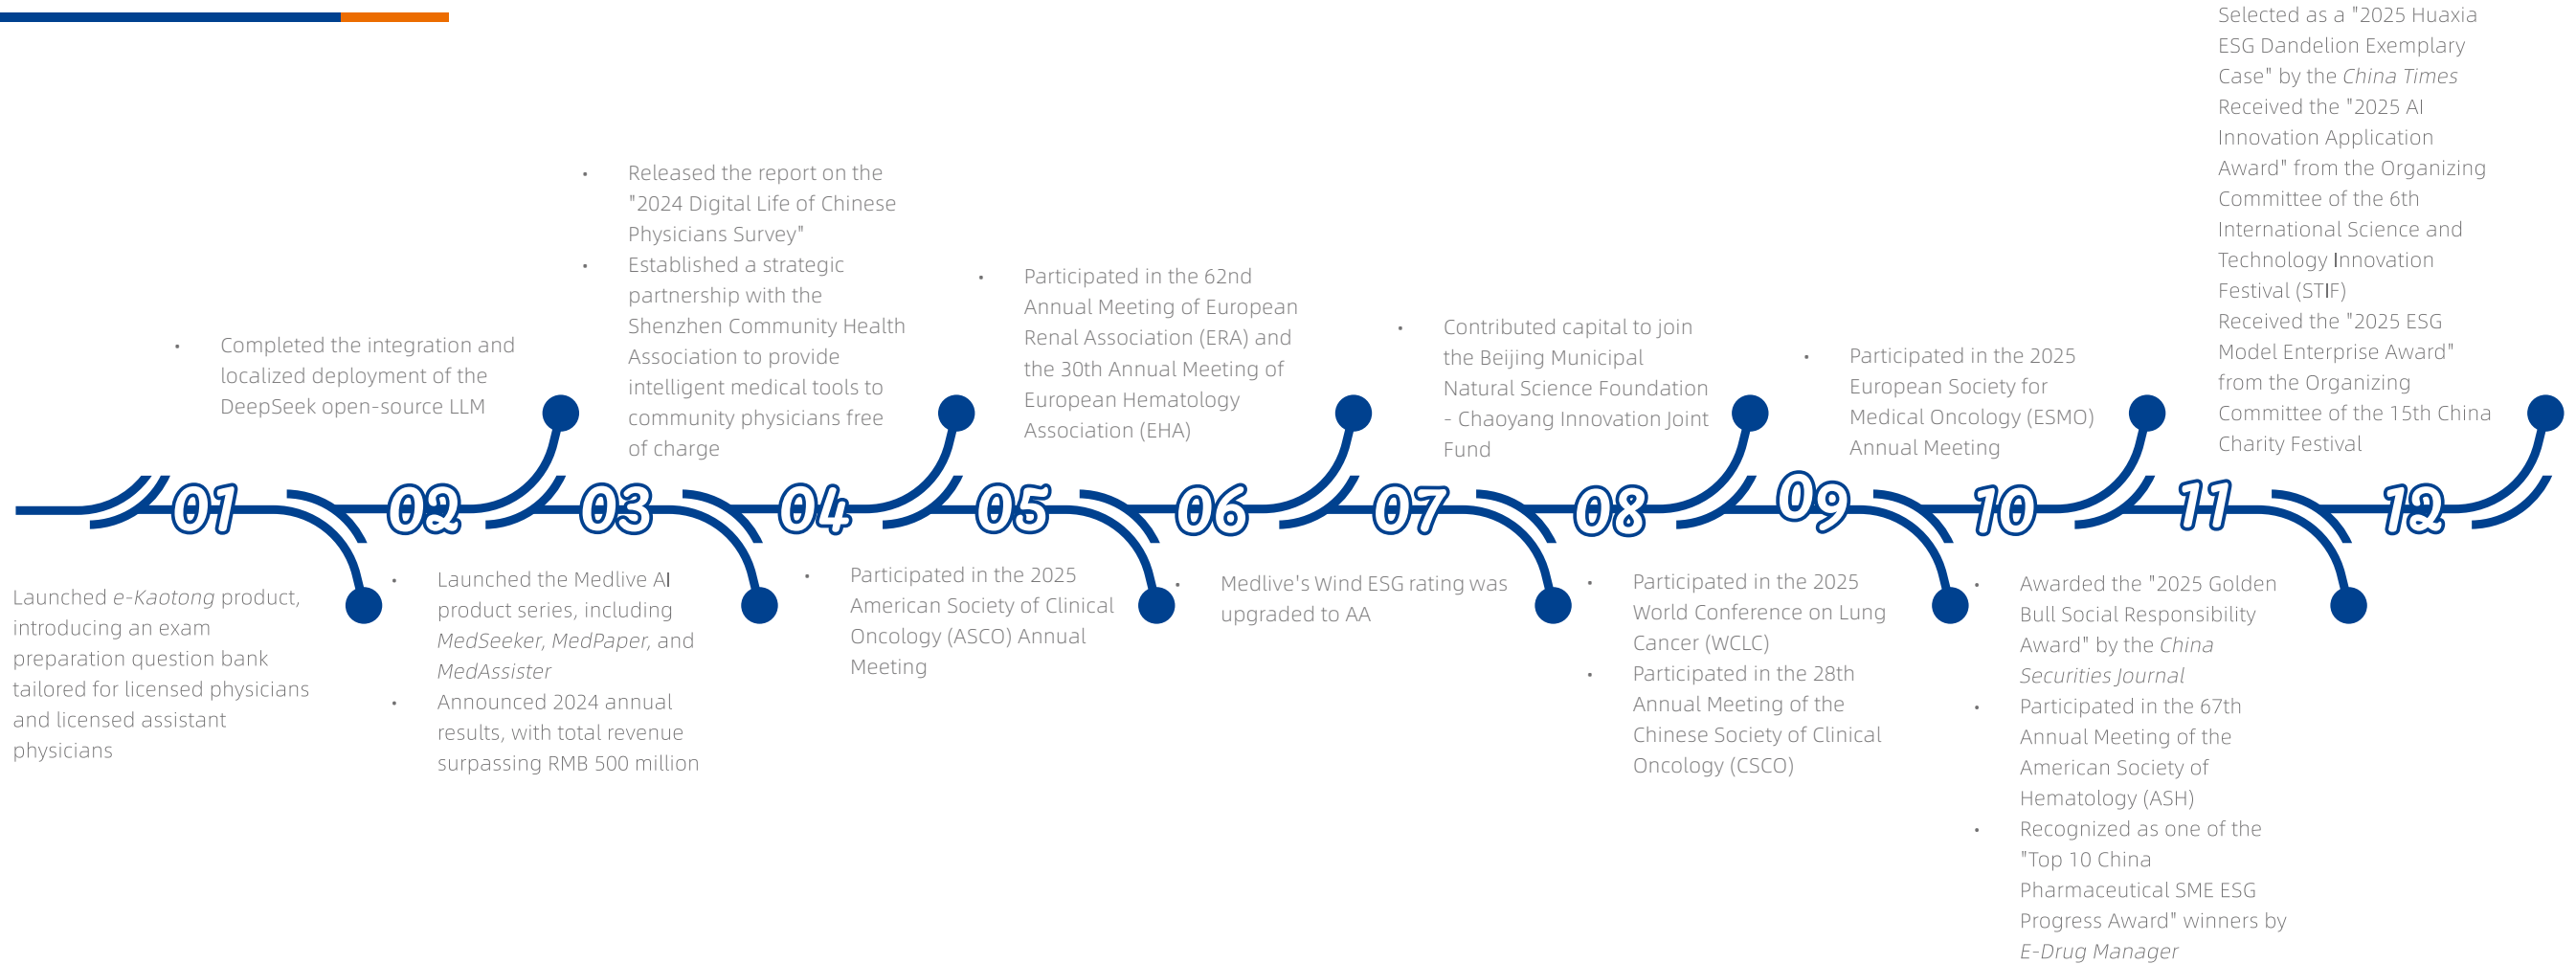 Launched e-Kaotong product,
introducing an exam
preparation question bank
tailored for licensed physicians
and licensed assistant
physicians
01
• Completed the integration and
localized deployment of the
DeepSeek open-source LLM
02
• Launched the Medlive AI
product series, including
MedSeeker, MedPaper, and
MedAssister
• Announced 2024 annual
results, with total revenue
surpassing RMB 500 million
03
• Released the report on the
"2024 Digital Life of Chinese
Physicians Survey"
• Established a strategic
partnership with the
Shenzhen Community Health
Association to provide
intelligent medical tools to
community physicians free
of charge
04
• Participated in the 2025
American Society of Clinical
Oncology (ASCO) Annual
Meeting
05
• Participated in the 62nd
Annual Meeting of European
Renal Association (ERA) and
the 30th Annual Meeting of
European Hematology
Association (EHA)
06
• Medlive's Wind ESG rating was
upgraded to AA
07
• Contributed capital to join
the Beijing Municipal
Natural Science Foundation
- Chaoyang Innovation Joint
Fund
08
• Participated in the 2025
World Conference on Lung
Cancer (WCLC)
• Participated in the 28th
Annual Meeting of the
Chinese Society of Clinical
Oncology (CSCO)
09
• Participated in the 2025
European Society for
Medical Oncology (ESMO)
Annual Meeting
10
• Awarded the "2025 Golden
Bull Social Responsibility
Award" by the China
Securities Journal
• Participated in the 67th
Annual Meeting of the
American Society of
Hematology (ASH)
• Recognized as one of the
"Top 10 China
Pharmaceutical SME ESG
Progress Award" winners by
E-Drug Manager
11
Selected as a "2025 Huaxia
ESG Dandelion Exemplary
Case" by the China Times
Received the "2025 AI
Innovation Application
Award" from the Organizing
Committee of the 6th
International Science and
Technology Innovation
Festival (STIF)
Received the "2025 ESG
Model Enterprise Award"
from the Organizing
Committee of the 15th China
Charity Festival
12